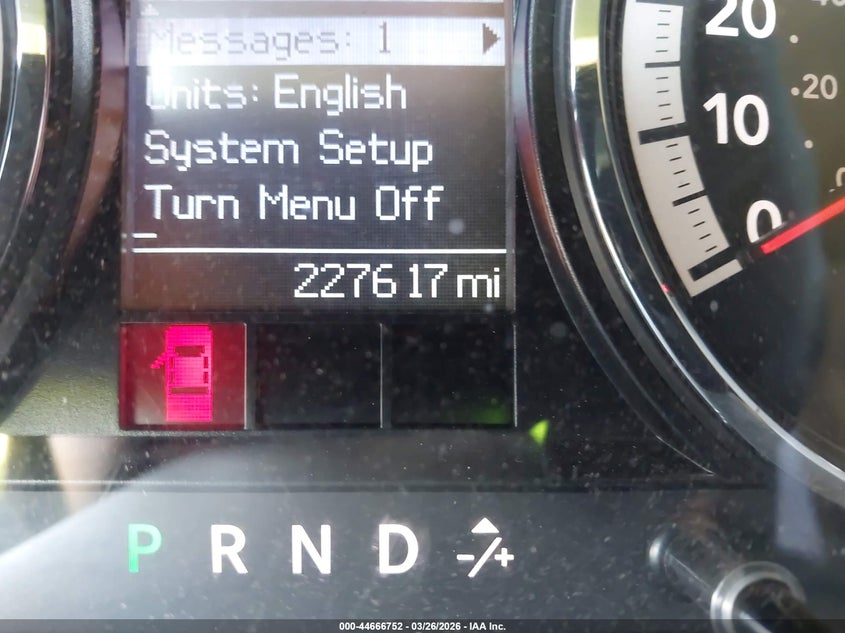 Messages: 1
Units: English
System Setup
Turn Menu Off
227617 mi
20
10
0
20
P R N D -/+
000-44666752 - 03/26/2026 - IAA Inc.